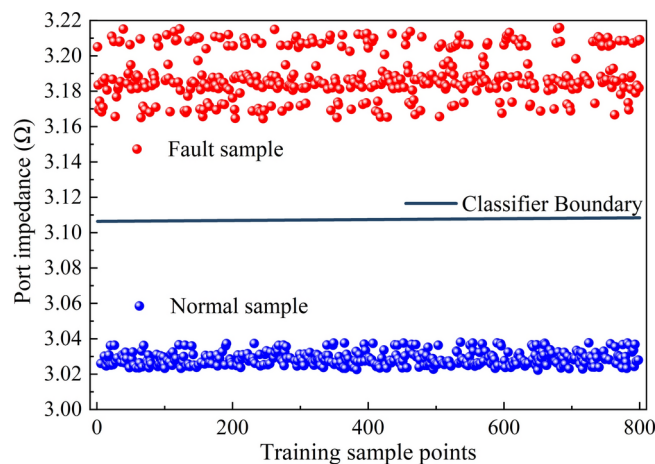 3.22
3.20
3.18
3.16
3.14
3.12
3.10
3.08
3.06
3.04
3.02
3.00
Port impedance (Ω)
Fault sample
Classifier Boundary
Normal sample
0 200 400 600 800
Training sample points